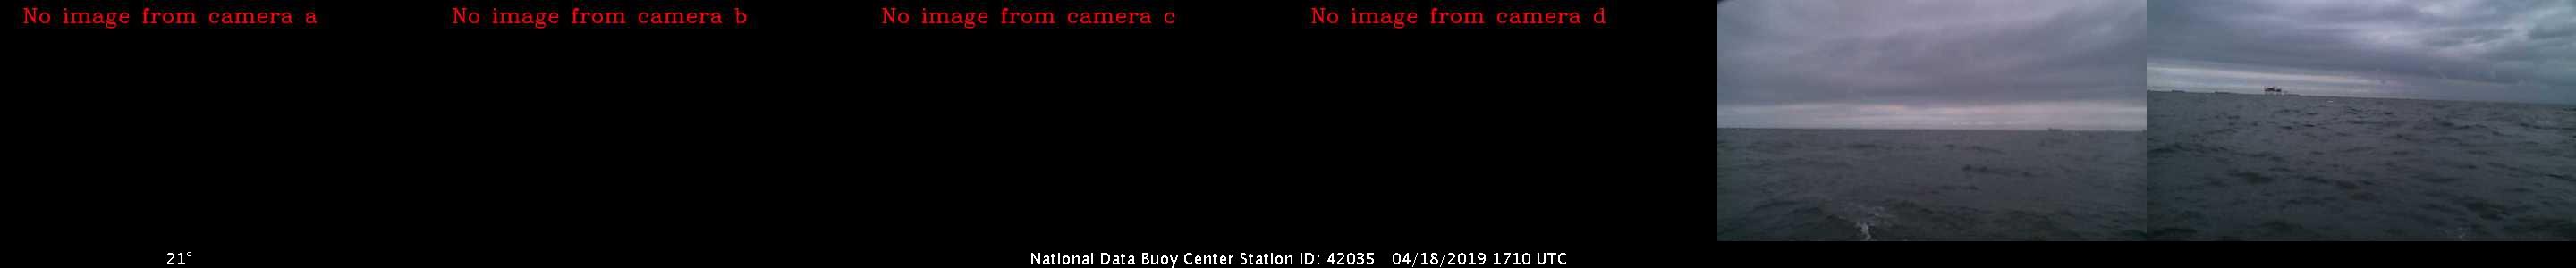 No image from camera a
No image from camera b
No image from camera c
No image from camera d
21°
National Data Buoy Center Station ID: 42035 04/18/2019 1710 UTC